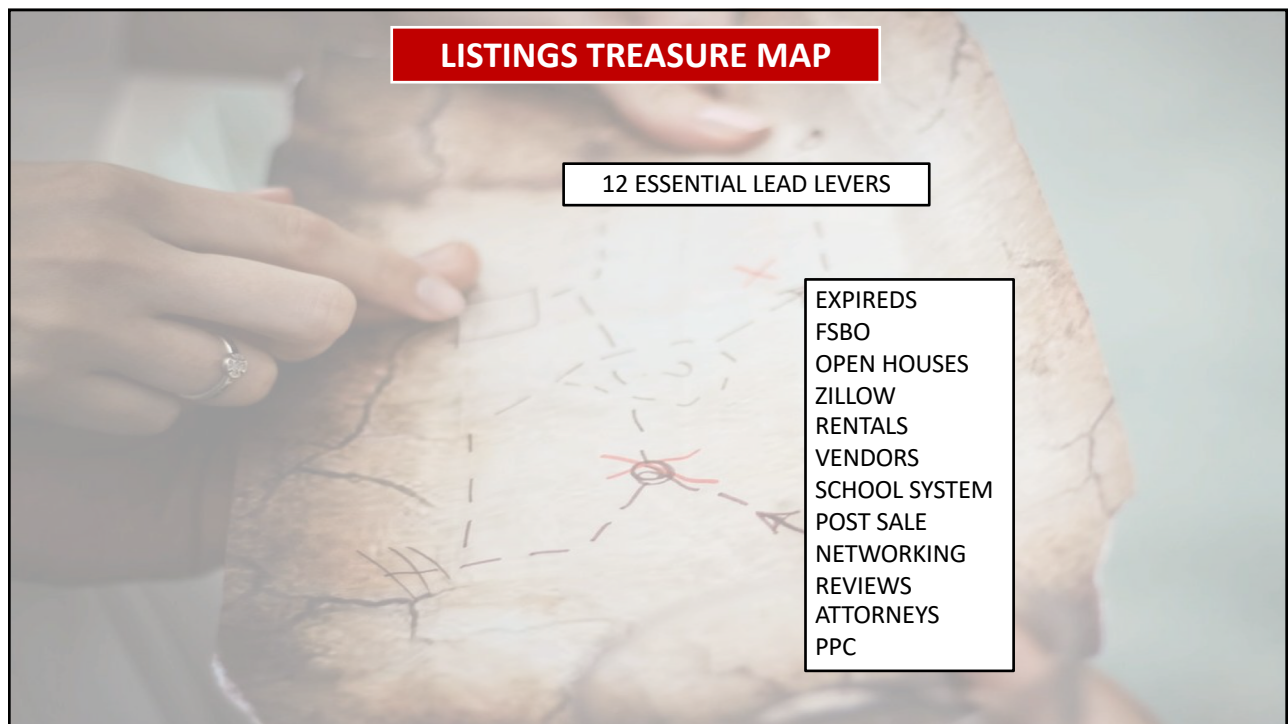 LISTINGS TREASURE MAP
12 ESSENTIAL LEAD LEVERS
EXPIREDS
FSBO
OPEN HOUSES
ZILLOW
RENTALS
VENDORS
SCHOOL SYSTEM
POST SALE
NETWORKING
REVIEWS
ATTORNEYS
PPC